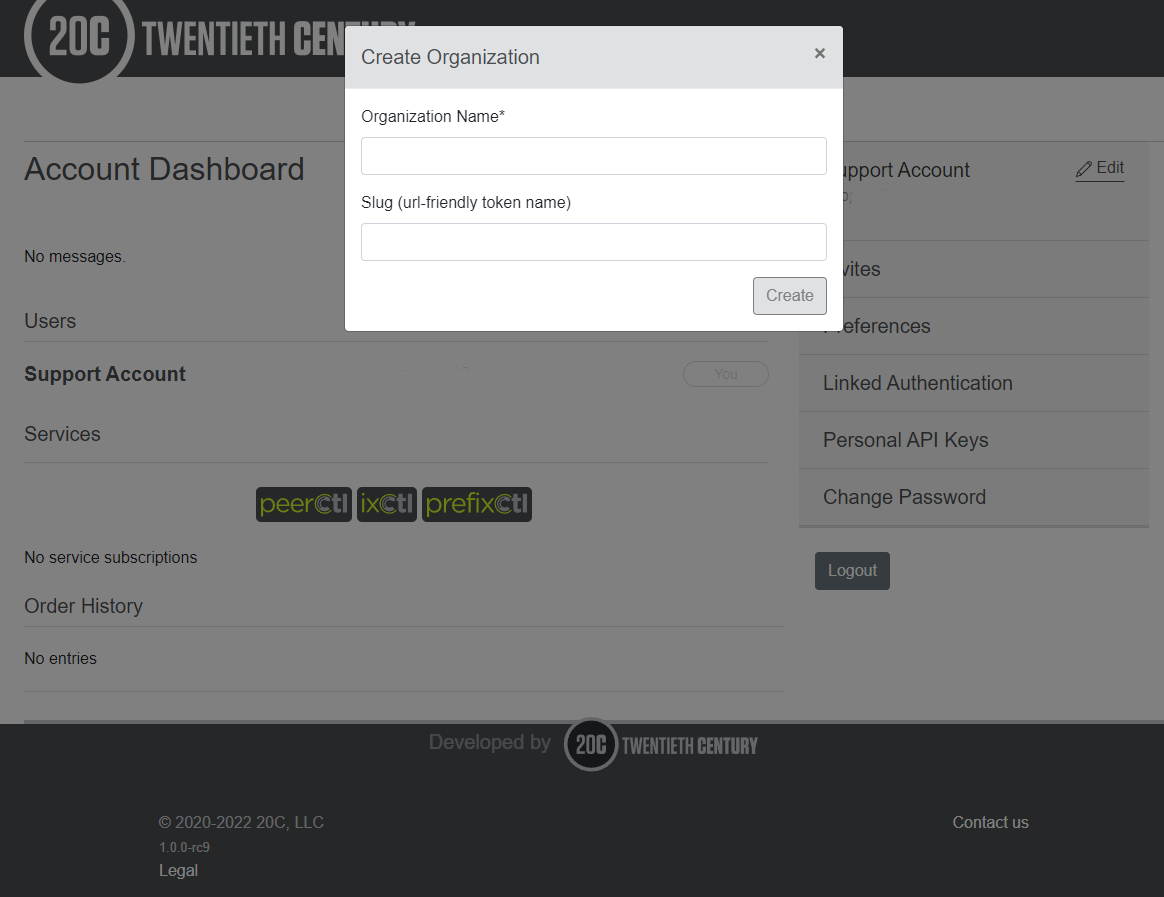 20C TWENTIETH CEN
Create Organization
×
Organization Name*
Slug (url-friendly token name)
Create
Account Dashboard
No messages.
Users
Support Account
You
Services
peerCtl ixCtl prefixCtl
No service subscriptions
Order History
No entries
Support Account
Edit
vites
Preferences
Linked Authentication
Personal API Keys
Change Password
Logout
Developed by 20C TWENTIETH CENTURY
© 2020-2022 20C, LLC
1.0.0-rc9
Legal
Contact us